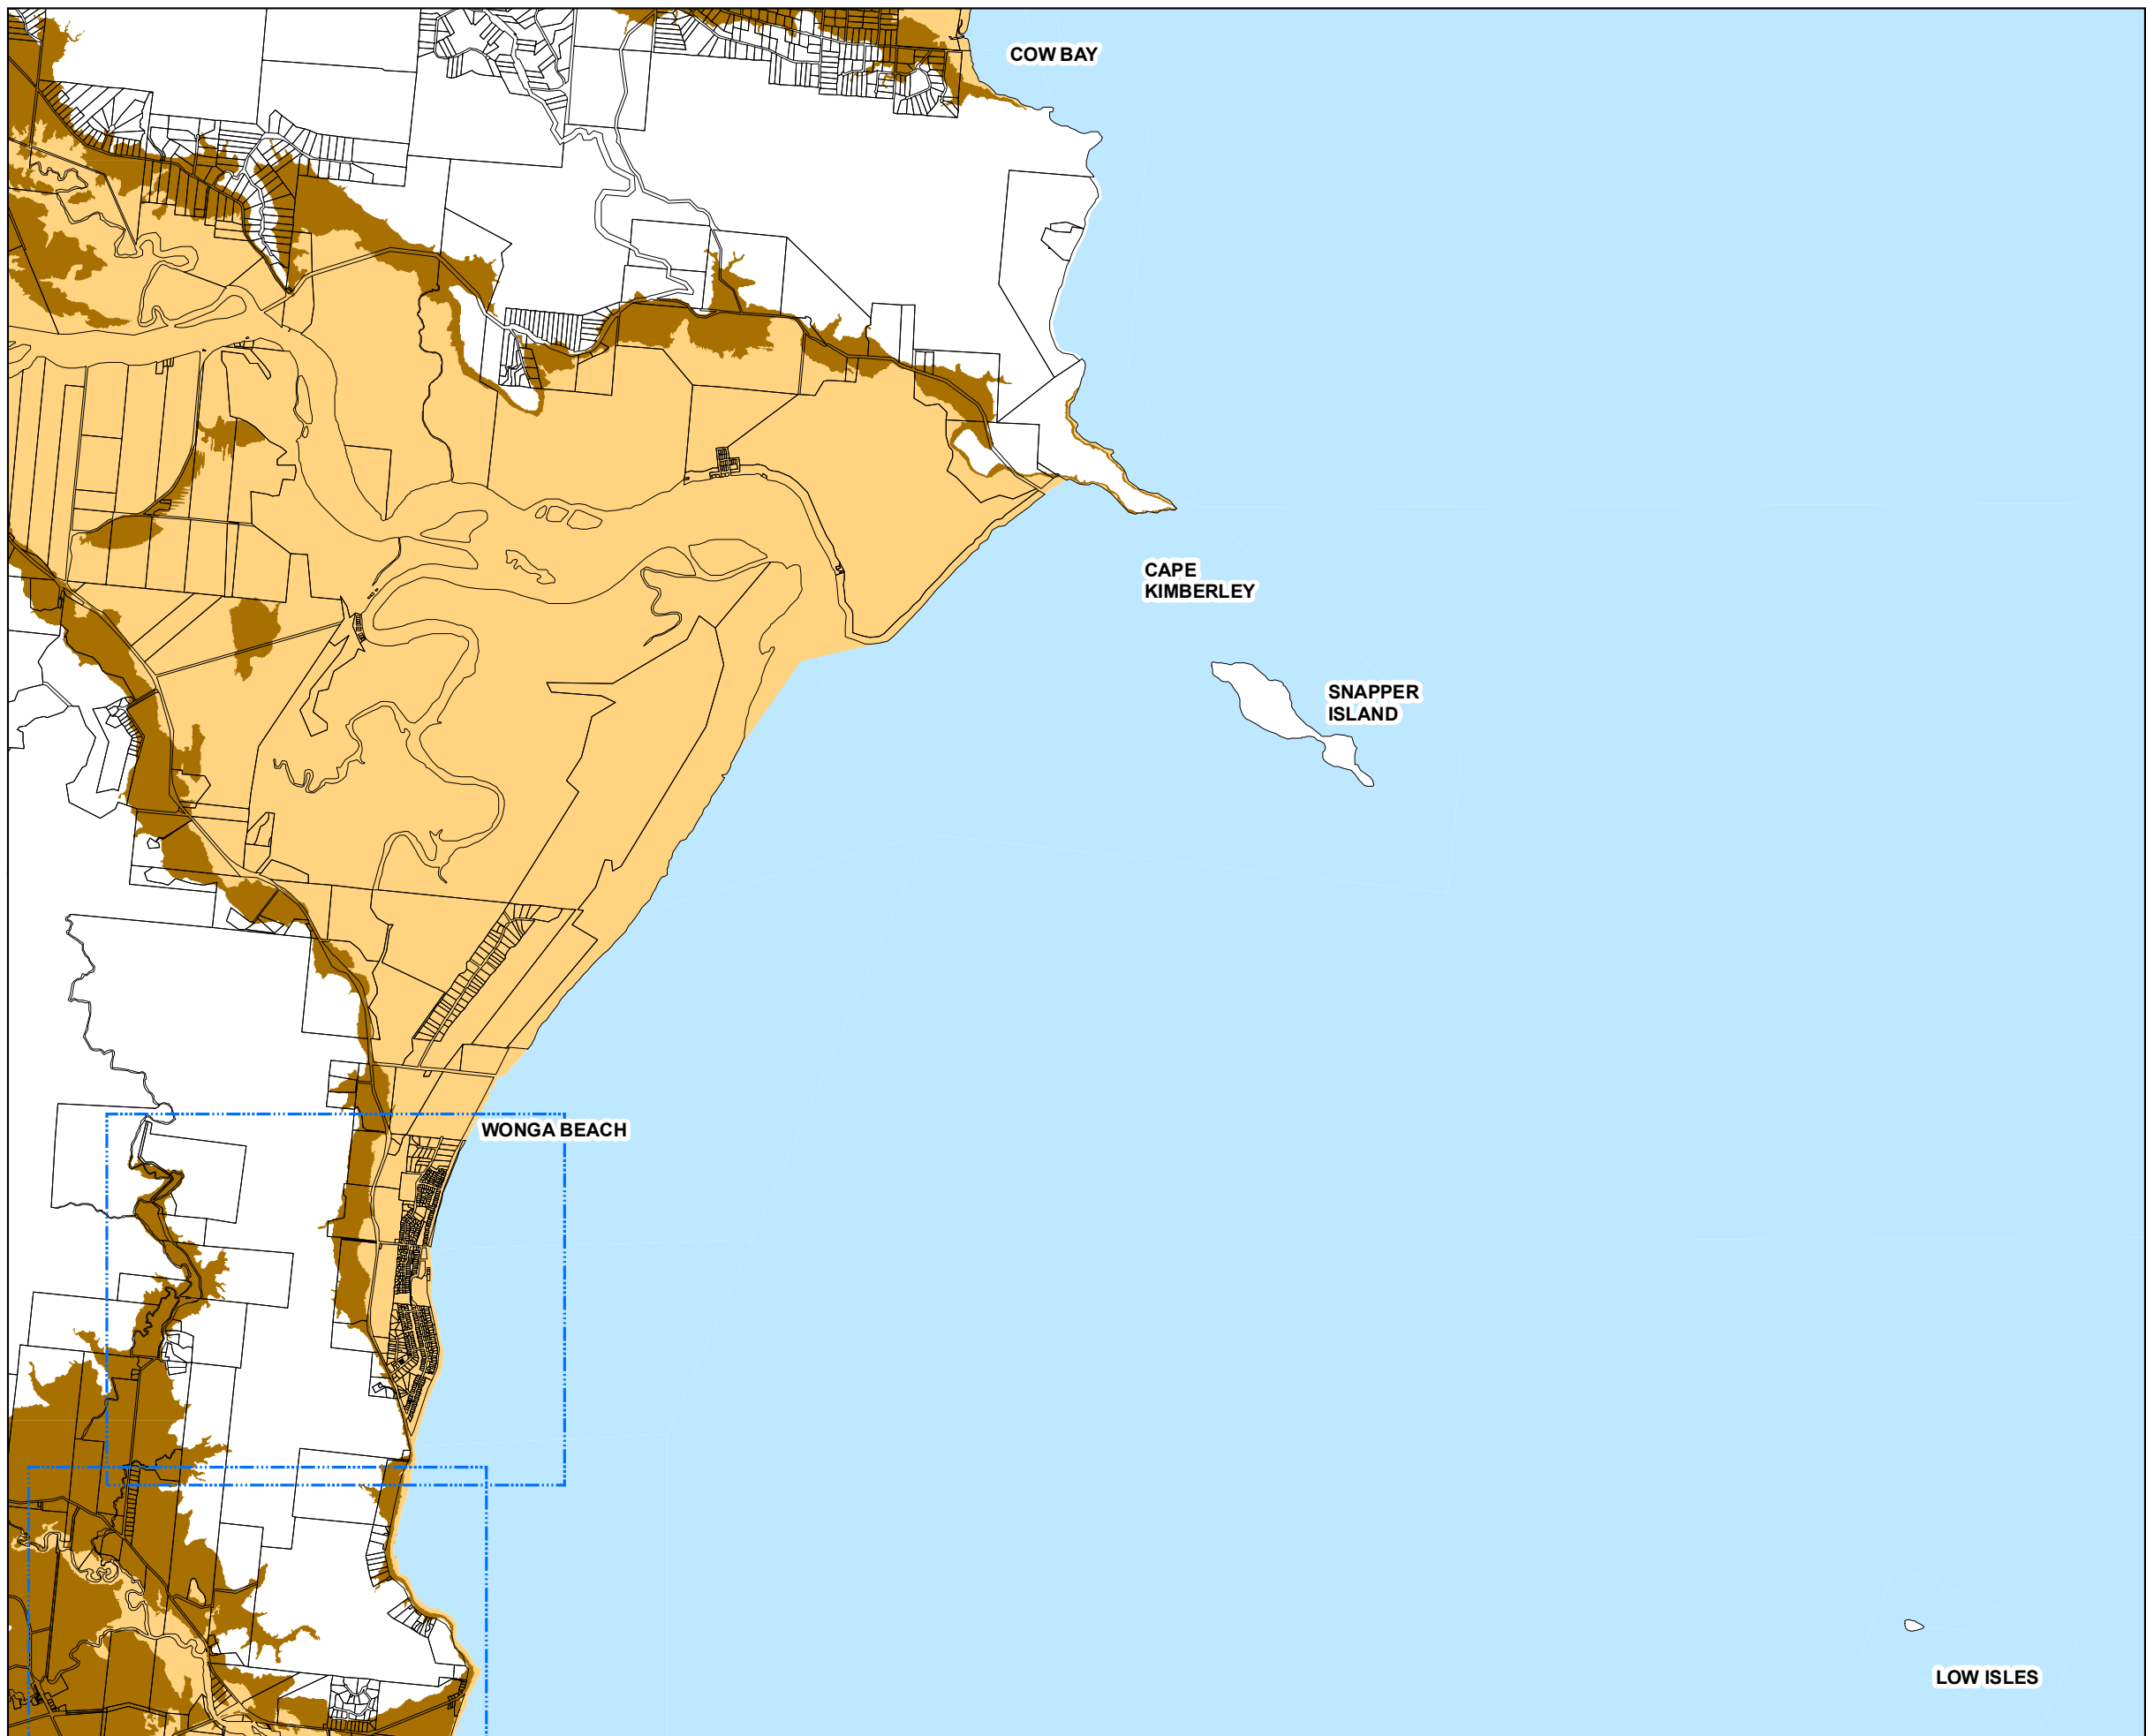 COW BAY
CAPE
KIMBERLEY
SNAPPER
ISLAND
WONGA BEACH
LOW ISLES